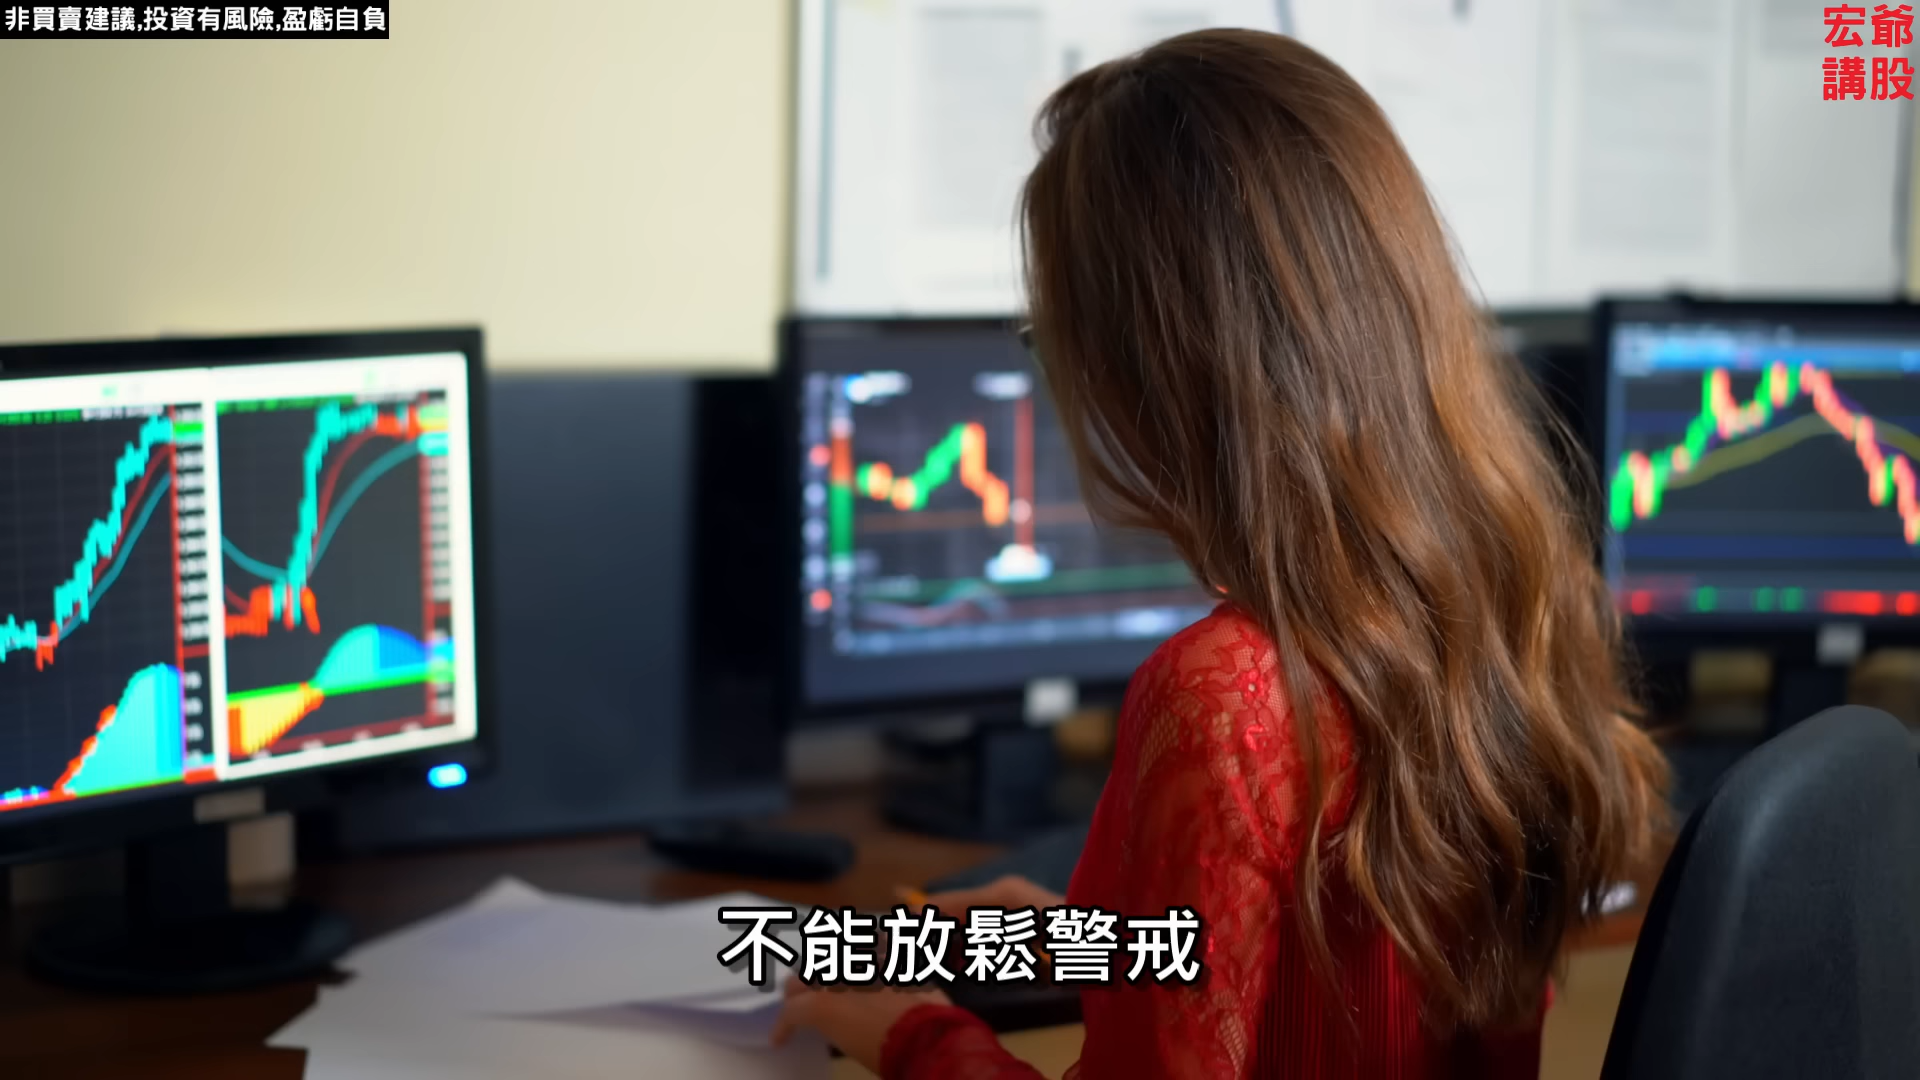 非買賣建議,投資有風險,盈虧自負
宏爺
講股
不能放鬆警戒